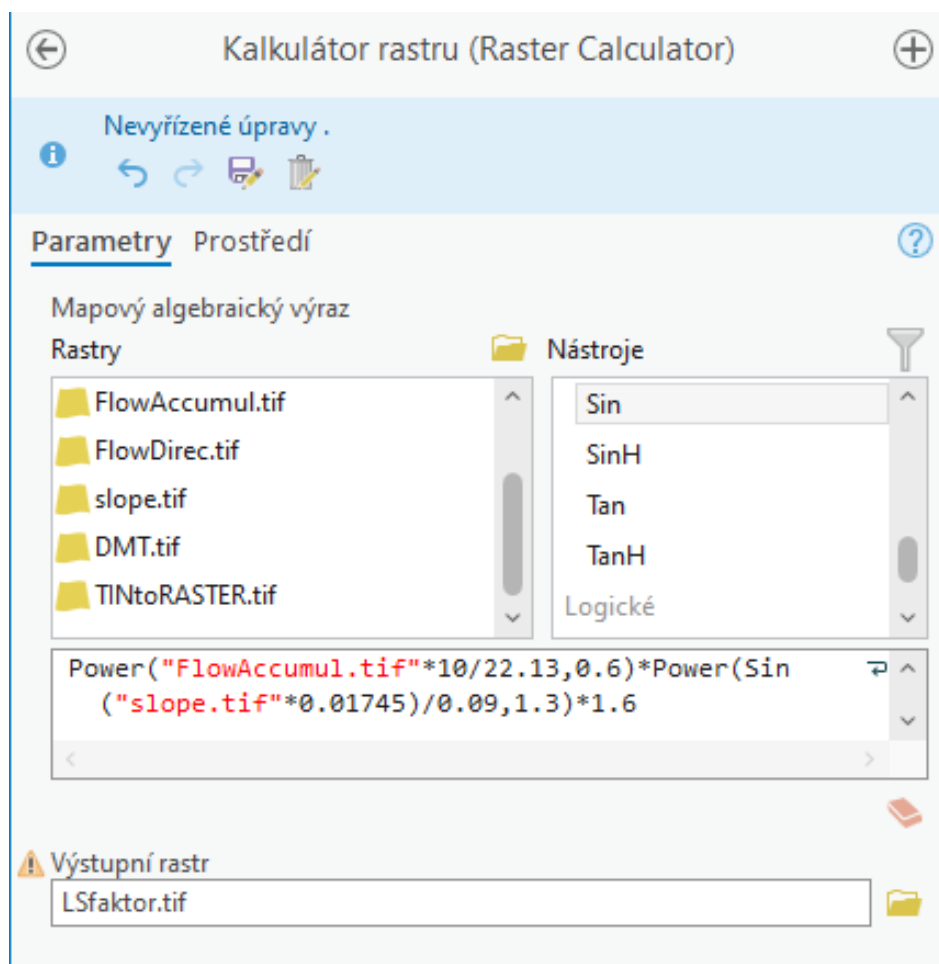 Kalkulátor rastru (Raster Calculator)
Nevyřízené úpravy .
Parametry Prostředí
Mapový algebraický výraz
Rastry
Nástroje
FlowAccumul.tif
FlowDirec.tif
slope.tif
DMT.tif
TINtoRASTER.tif
Sin
SinH
Tan
TanH
Logické
Power("FlowAccumul.tif"*10/22.13,0.6)*Power(Sin
("slope.tif"*0.01745)/0.09,1.3)*1.6
Výstupní rastr
LSfaktor.tif